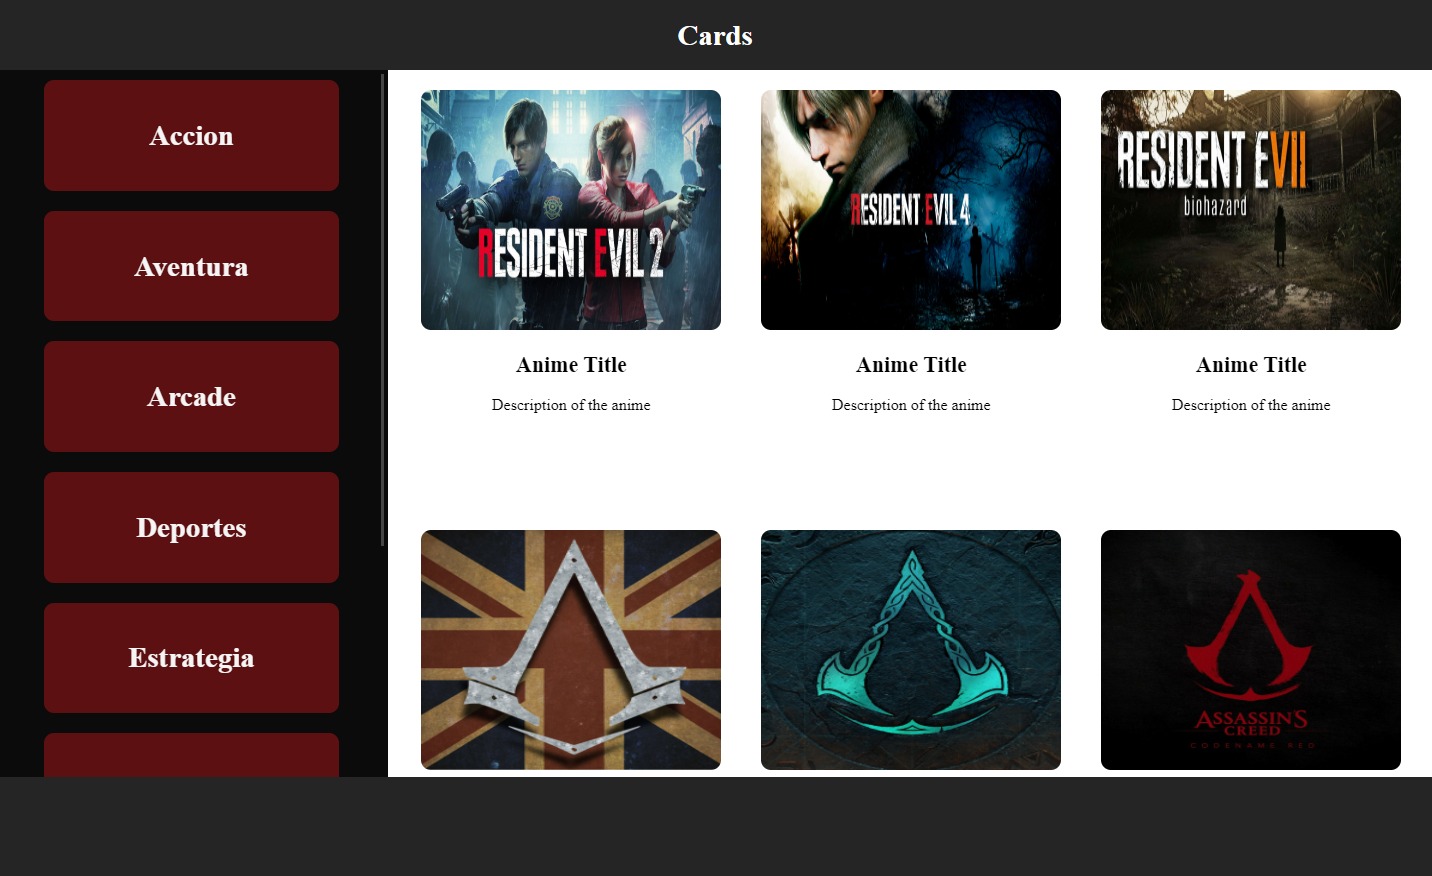 Cards
Accion
Aventura
Arcade
Deportes
Estrategia
RESIDENT EVIL 2
Anime Title
Description of the anime
RESIDENT EVIL 4
Anime Title
Description of the anime
RESIDENT EVII
biohazard
Anime Title
Description of the anime
ASSASSIN'S
CREED
CODENAME RED